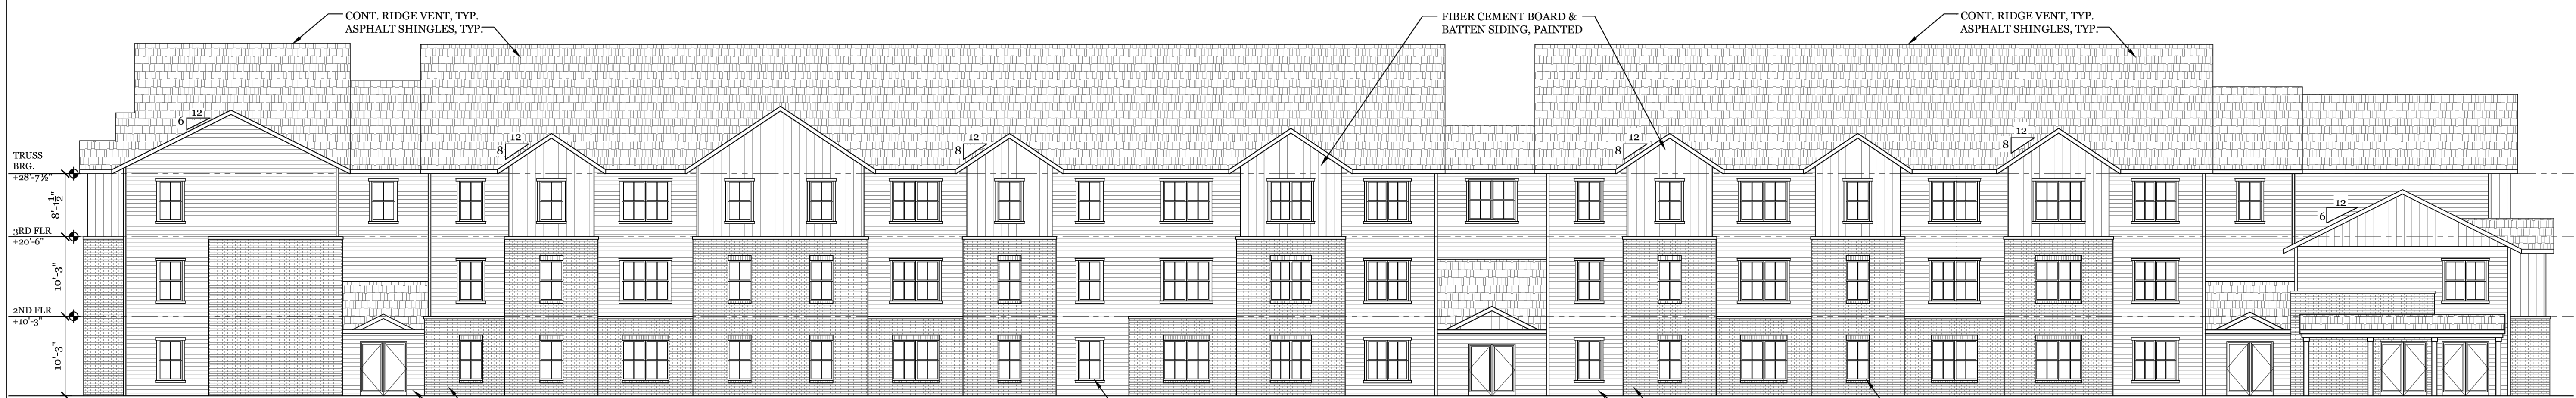 CONT. RIDGE VENT, TYP.
ASPHALT SHINGLES, TYP.
FIBER CEMENT BOARD &
BATTEN SIDING, PAINTED
CONT. RIDGE VENT, TYP.
ASPHALT SHINGLES, TYP.
12
6
12
8
12
8
12
8
12
8
12
6
TRUSS
BRG.
+28'-7½"
8'-1½"
3RD FLR
+20'-6"
10'-3"
2ND FLR
+10'-3"
10'-3"